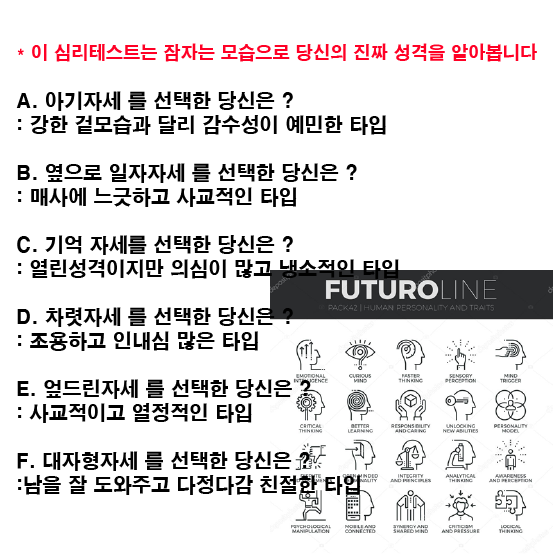 * 이 심리테스트는 잠자는 모습으로 당신의 진짜 성격을 알아봅니다
A. 아기자세 를 선택한 당신은 ?
: 강한 겉모습과 달리 감수성이 예민한 타입
B. 옆으로 일자자세 를 선택한 당신은 ?
: 매사에 느긋하고 사교적인 타입
C. 기억 자세를 선택한 당신은 ?
: 열린성격이지만 의심이 많고 냉소적인 타입
FUTUROLINE
PACK42 | HUMAN PERSONALITY AND TRAITS
D. 차렷자세 를 선택한 당신은 ?
: 조용하고 인내심 많은 타입
EMOTIONAL INTELLIGENCE
CURIOUS MIND
FASTER THINKING
SENSORY PERCEPTION
MIND TRIGGER
E. 엎드린자세 를 선택한 당신은 ?
: 사교적이고 열정적인 타입
CRITICAL THINKING
BETTER LEARNING
RESPONSIBILITY AND CARING
UNLOCKING NEW ABILITIES
PERSONALITY MODEL
F. 대자형자세 를 선택한 당신은 ?
:남을 잘 도와주고 다정다감 친절한 타입
INTEGRITY AND PRINCIPLES
ANALYTICAL THINKING
AWARENESS AND PERCEPTION
PSYCHOLOGICAL MANIPULATION
MOBILE AND CONNECTED
SYNERGY AND SHARED MIND
CRITICISM AND PRESSURE
LOGICAL THINKING